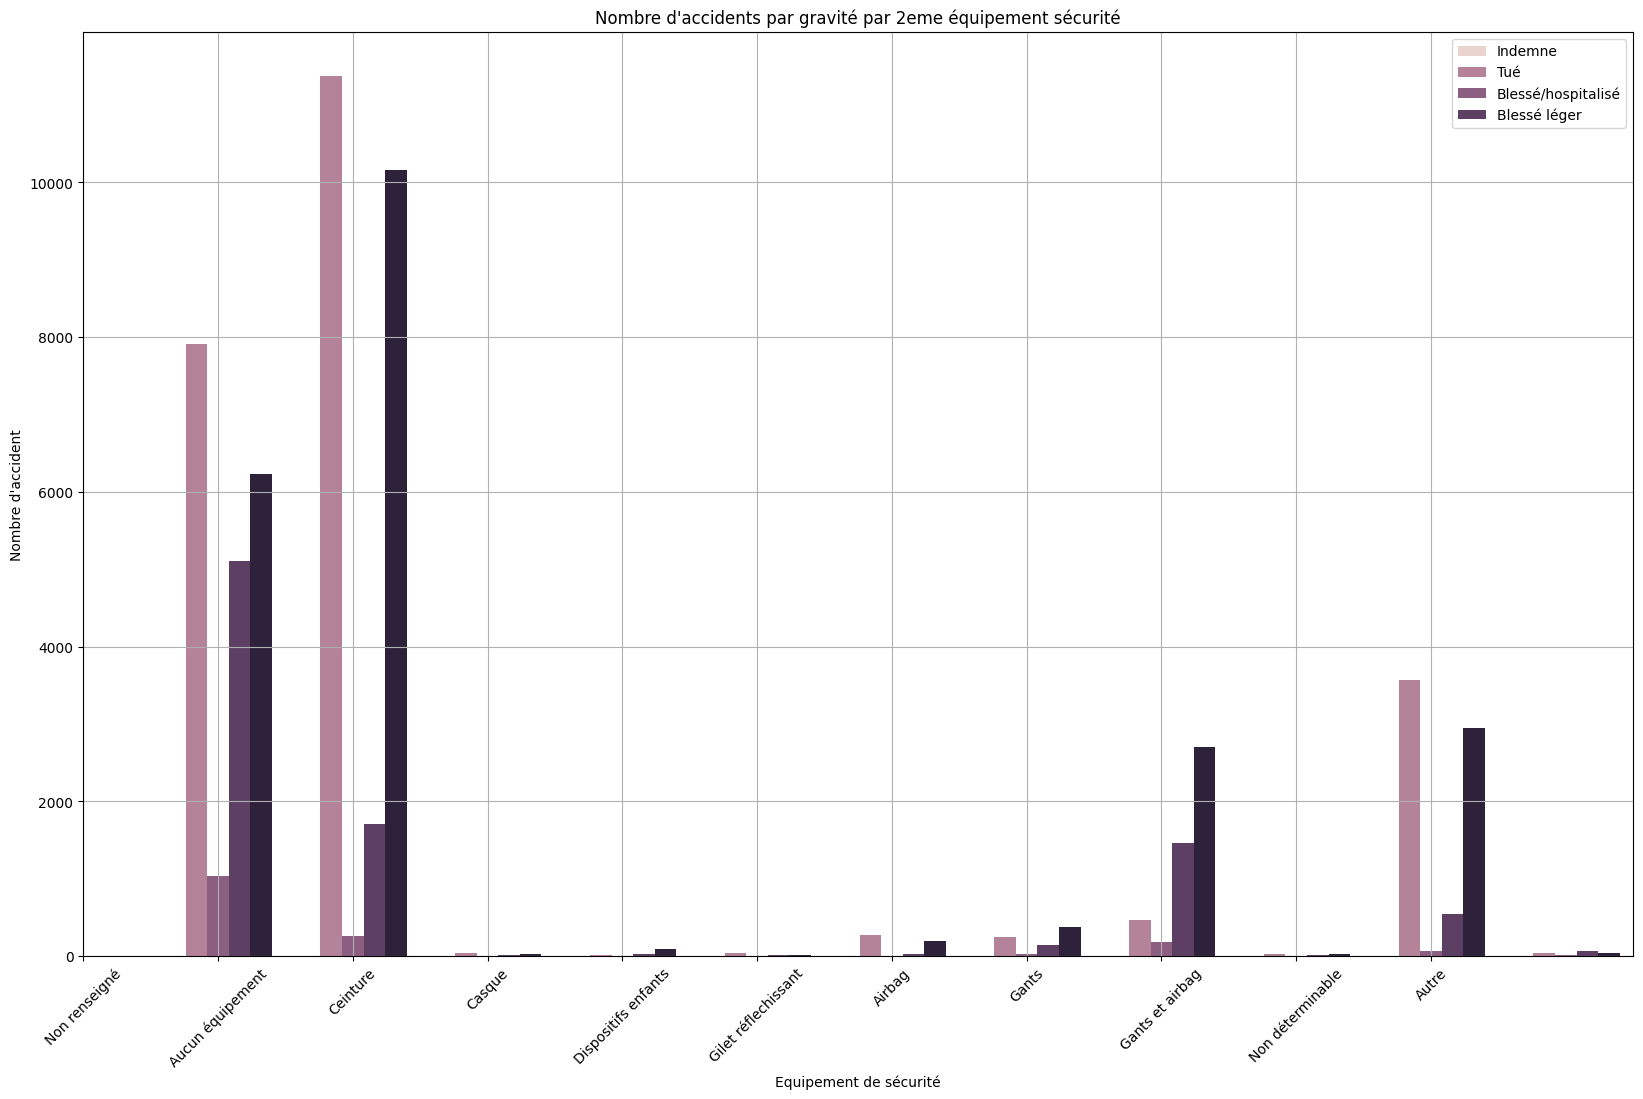 Nombre d'accidents par gravité par 2eme équipement sécurité
Indemne
Tué
Blessé/hospitalisé
Blessé léger
Nombre d'accident
10000
8000
6000
4000
2000
0
Non renseigné
Aucun équipement
Ceinture
Casque
Dispositifs enfants
Gilet réflechissant
Airbag
Gants
Gants et airbag
Non déterminable
Autre
Equipement de sécurité